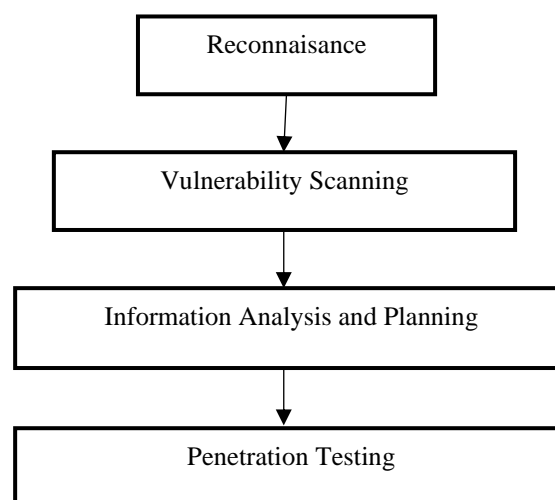 Reconnaisance
Vulnerability Scanning
Information Analysis and Planning
Penetration Testing